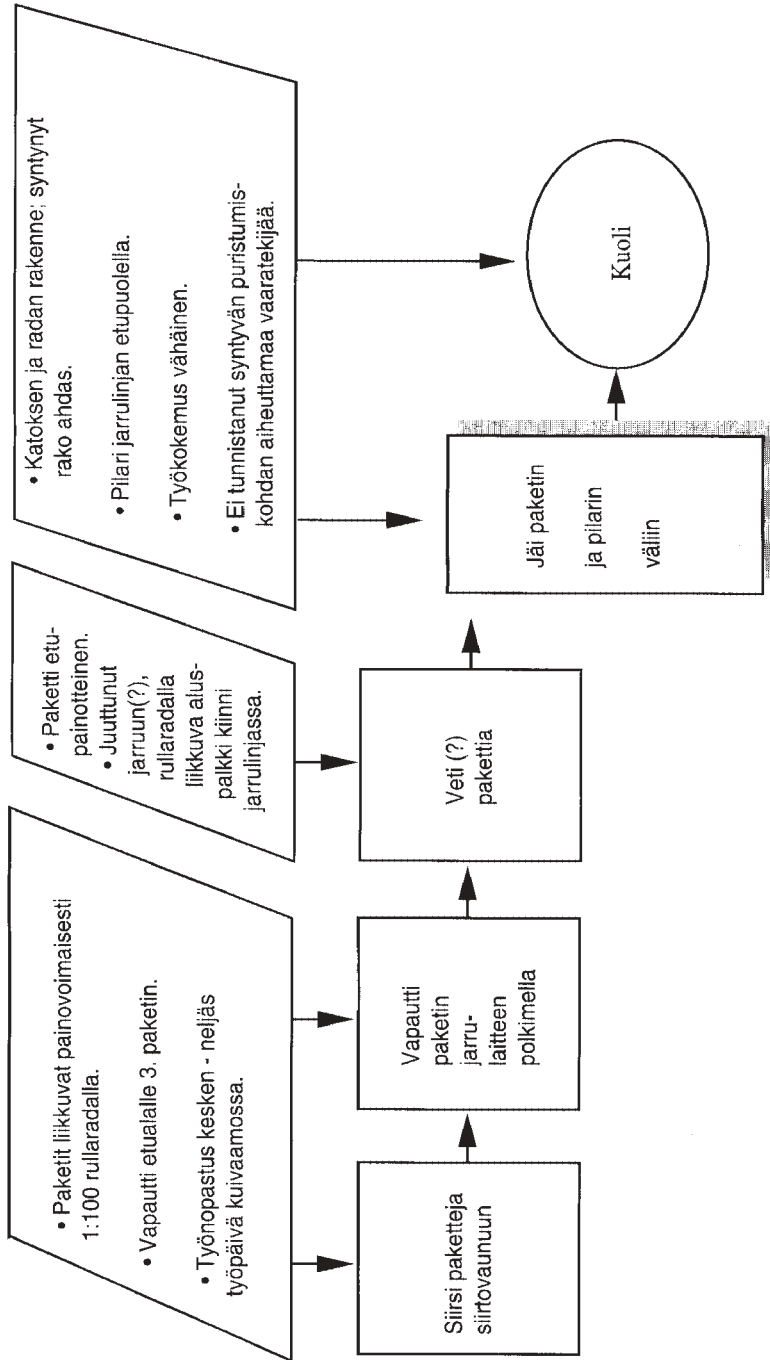 • Paketit liikkuvat painovoimaisesti
1:100 rullaradalla.
• Vapautti etualalle 3. paketin.
• Työnopastus kesken - neljäs
työpäivä kuivaamossa.
• Paketti etu-
painotteinen.
• Juuttunut
jarruun(?),
rullaradalla
liikkuva alus-
palkki kiinni
jarrulinjassa.
• Katoksen ja radan rakenne; syntynyt
rako ahdas.
• Pilari jarrulinjan etupuolella.
• Työkokemus vähäinen.
• Ei tunnistanut syntyvän puristumis-
kohdan aiheuttamaa vaaratekijää.
Siirsi paketteja
siirtovaunuun
Vapautti
paketin
jarru-
laitteen
polkimella
Veti (?)
pakettia
Jäi paketin
ja pilarin
väliin
Kuoli